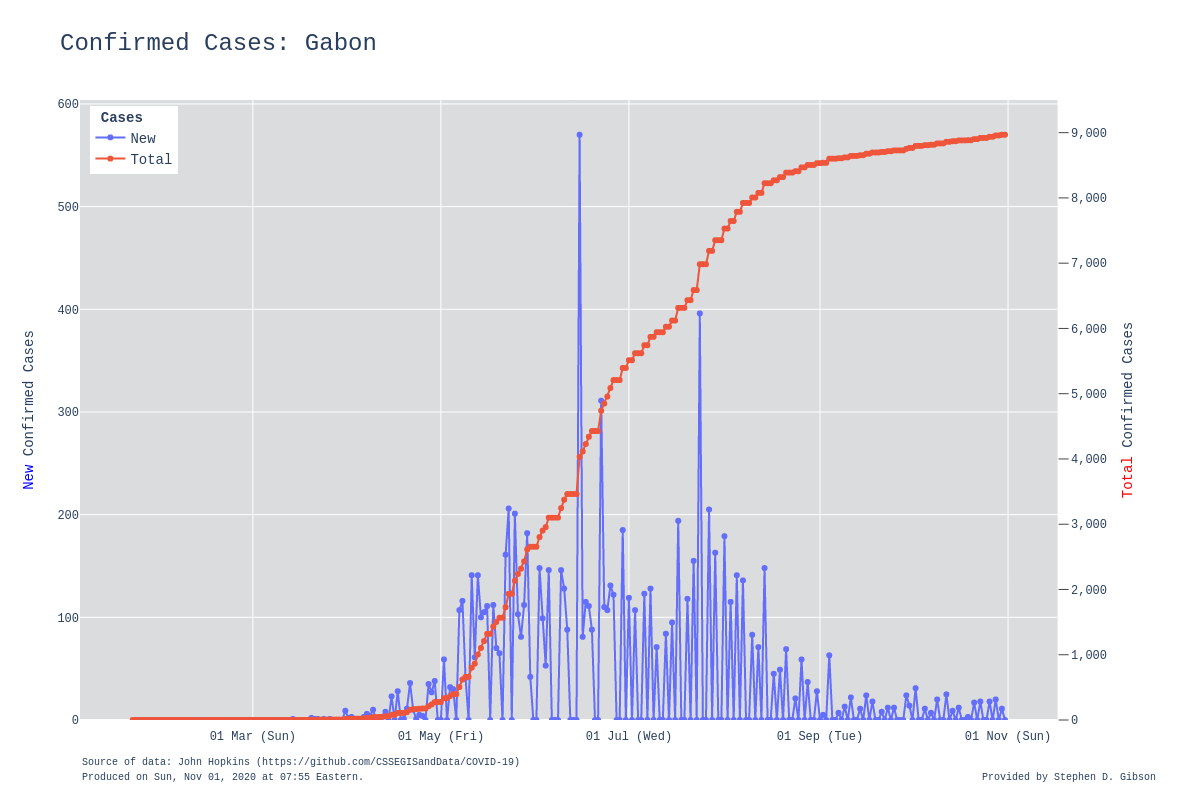 Confirmed Cases: Gabon
Cases
New
Total
600
500
400
300
200
100
0
9,000
8,000
7,000
6,000
5,000
4,000
3,000
2,000
1,000
0
New Confirmed Cases
Total Confirmed Cases
01 Mar (Sun)
01 May (Fri)
01 Jul (Wed)
01 Sep (Tue)
01 Nov (Sun)
Source of data: John Hopkins (https://github.com/CSSEGISandData/COVID-19)
Produced on Sun, Nov 01, 2020 at 07:55 Eastern.
Provided by Stephen D. Gibson